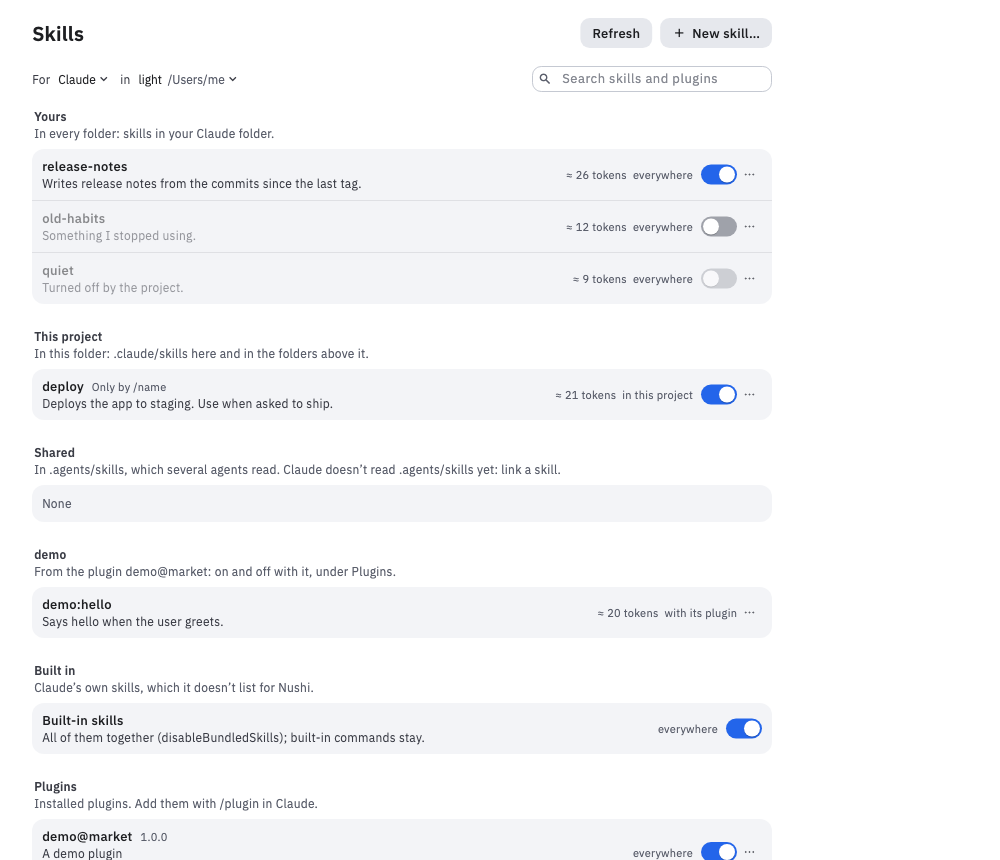 Skills
Refresh
+ New skill...
For Claude in light /Users/me
Search skills and plugins
Yours
In every folder: skills in your Claude folder.
release-notes
Writes release notes from the commits since the last tag.
≈ 26 tokens everywhere
old-habits
Something I stopped using.
≈ 12 tokens everywhere
quiet
Turned off by the project.
≈ 9 tokens everywhere
This project
In this folder: .claude/skills here and in the folders above it.
deploy Only by /name
Deploys the app to staging. Use when asked to ship.
≈ 21 tokens in this project
Shared
In .agents/skills, which several agents read. Claude doesn’t read .agents/skills yet: link a skill.
None
demo
From the plugin demo@market: on and off with it, under Plugins.
demo:hello
Says hello when the user greets.
≈ 20 tokens with its plugin
Built in
Claude’s own skills, which it doesn’t list for Nushi.
Built-in skills
All of them together (disableBundledSkills); built-in commands stay.
everywhere
Plugins
Installed plugins. Add them with /plugin in Claude.
demo@market 1.0.0
A demo plugin
everywhere